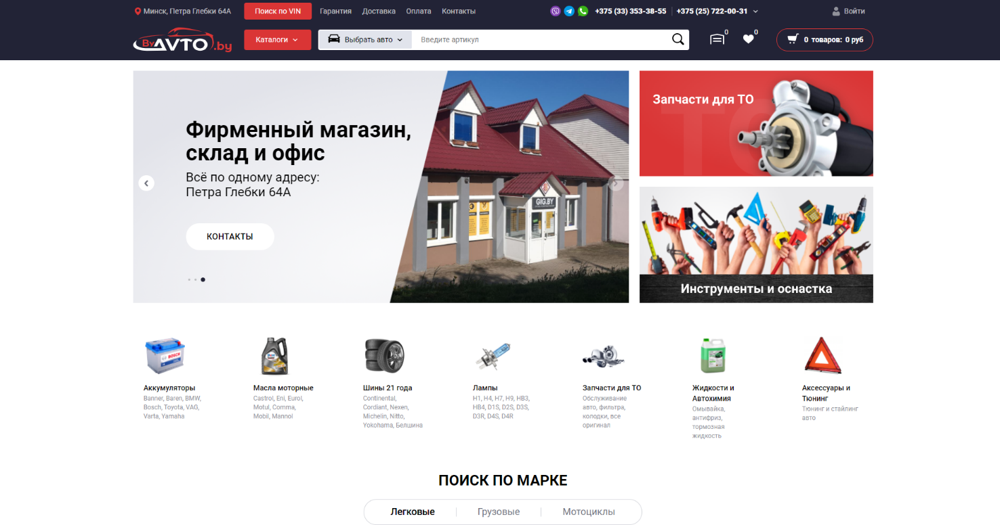 Минск, Петра Глебки 64А
Поиск по VIN
Гарантия
Доставка
Оплата
Контакты
+375 (33) 353-38-55
+375 (25) 722-00-31
Войти
ByAVTO.by
Каталоги
Выбрать авто
Введите артикул
0
0
0 товаров: 0 руб
Фирменный магазин,
склад и офис
Всё по одному адресу:
Петра Глебки 64А
КОНТАКТЫ
GIG.BY
Запчасти для ТО
ТО
Инструменты и оснастка
BOSCH
Аккумуляторы
Banner, Baren, BMW,
Bosch, Toyota, VAG,
Varta, Yamaha
Масла моторные
Castrol, Eni, Eurol,
Motul, Comma,
Mobil, Mannol
Шины 21 года
Continental,
Cordiant, Nexen,
Michelin, Nitto,
Yokohama, Белшина
Лампы
H1, H4, H7, H9, HB3,
HB4, D1S, D2S, D3S,
D3R, D4S, D4R
Запчасти для ТО
Обслуживание
авто, фильтра,
колодки, все
оригинал
Жидкости и
Автохимия
Омывайка,
антифриз,
тормозная
жидкость
Аксессуары и
Тюнинг
Тюнинг и стайлинг
авто
ПОИСК ПО МАРКЕ
Легковые
Грузовые
Мотоциклы